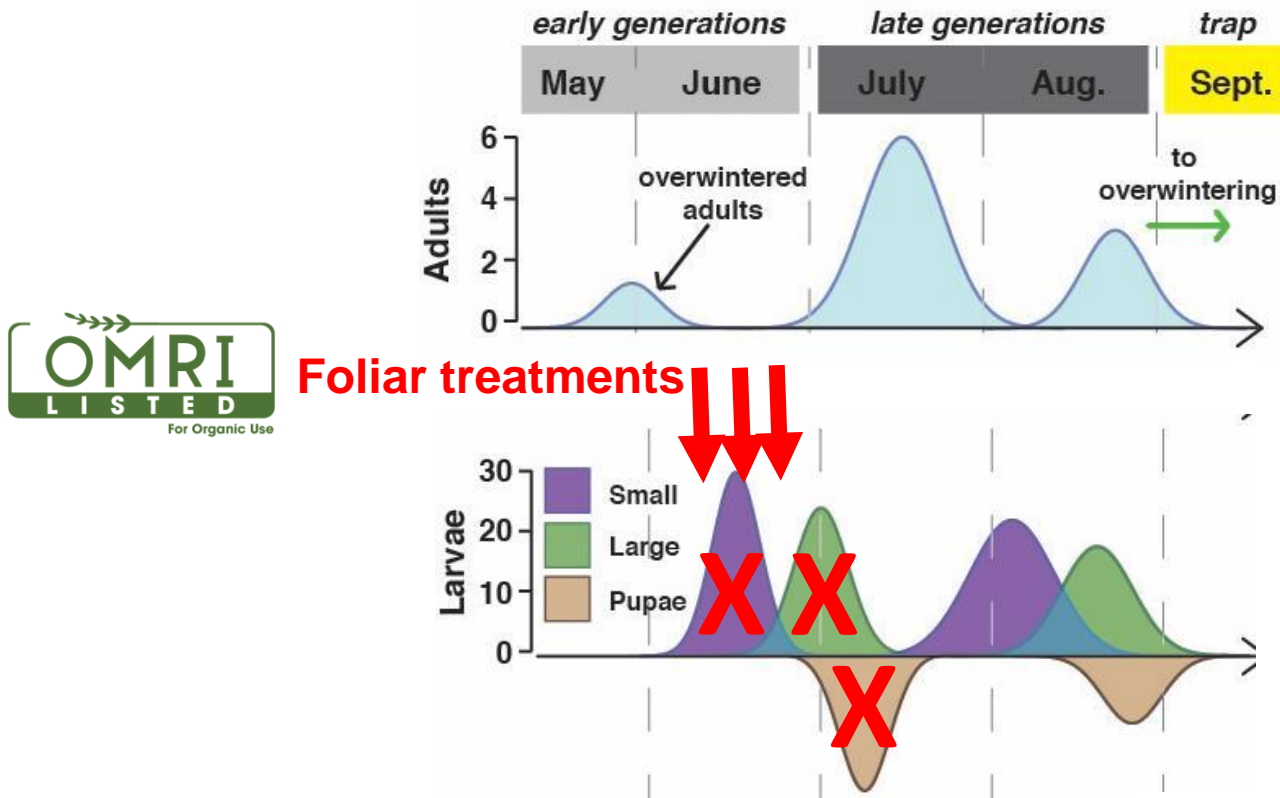 early generations late generations trap
May June July Aug. Sept.
6
4
2
0
Adults
overwintered
adults
to
overwintering
OMRI
LISTED
For Organic Use
Foliar treatments
30
20
10
0
Larvae
Small
Large
Pupae
X X
X